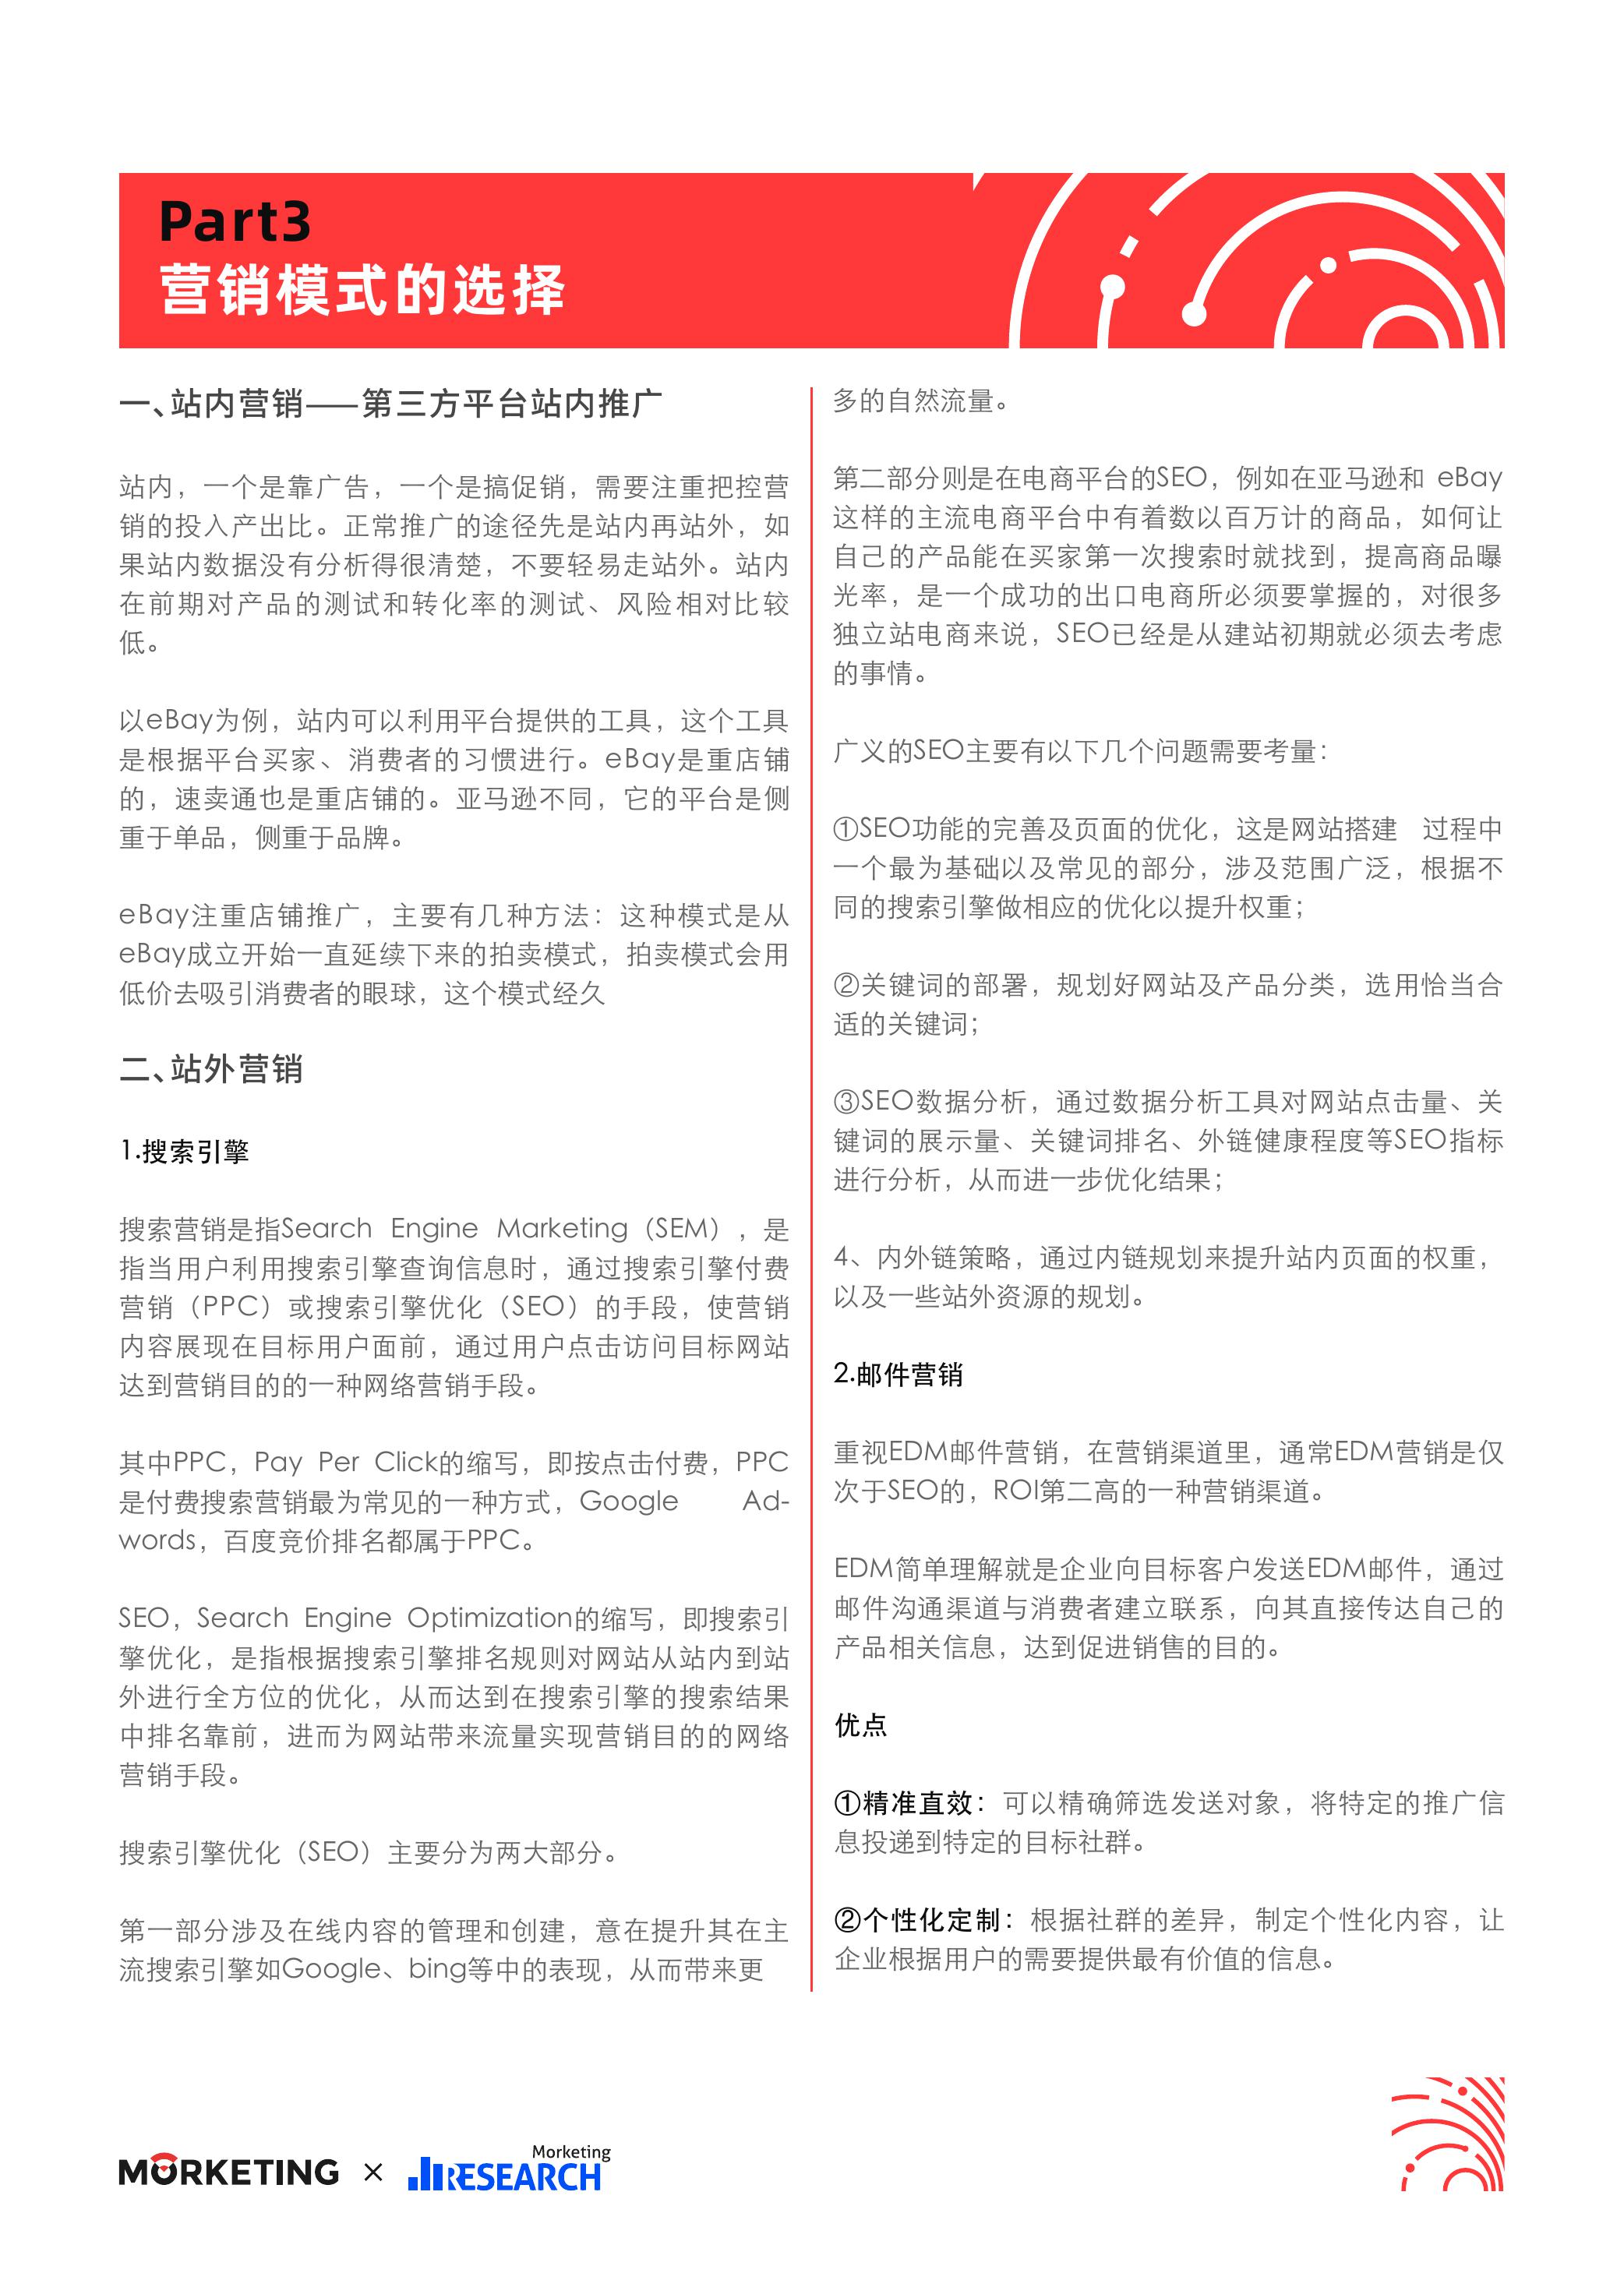 Part3
营销模式的选择
一、站内营销——第三方平台站内推广
站内，一个是靠广告，一个是搞促销，需要注重把控营
销的投入产出比。正常推广的途径先是站内再站外，如
果站内数据没有分析得很清楚，不要轻易走站外。站内
在前期对产品的测试和转化率的测试、风险相对比较
低。
以eBay为例，站内可以利用平台提供的工具，这个工具
是根据平台买家、消费者的习惯进行。eBay是重店铺
的，速卖通也是重店铺的。亚马逊不同，它的平台是侧
重于单品，侧重于品牌。
eBay注重店铺推广，主要有几种方法：这种模式是从
eBay成立开始一直延续下来的拍卖模式，拍卖模式会用
低价去吸引消费者的眼球，这个模式经久
二、站外营销
1.搜索引擎
搜索营销是指Search Engine Marketing（SEM），是
指当用户利用搜索引擎查询信息时，通过搜索引擎付费
营销（PPC）或搜索引擎优化（SEO）的手段，使营销
内容展现在目标用户面前，通过用户点击访问目标网站
达到营销目的的一种网络营销手段。
其中PPC，Pay Per Click的缩写，即按点击付费，PPC
是付费搜索营销最为常见的一种方式，Google Ad-
words，百度竞价排名都属于PPC。
SEO，Search Engine Optimization的缩写，即搜索引
擎优化，是指根据搜索引擎排名规则对网站从站内到站
外进行全方位的优化，从而达到在搜索引擎的搜索结果
中排名靠前，进而为网站带来流量实现营销目的的网络
营销手段。
搜索引擎优化（SEO）主要分为两大部分。
第一部分涉及在线内容的管理和创建，意在提升其在主
流搜索引擎如Google、bing等中的表现，从而带来更
多的自然流量。
第二部分则是在电商平台的SEO，例如在亚马逊和 eBay
这样的主流电商平台中有着数以百万计的商品，如何让
自己的产品能在买家第一次搜索时就找到，提高商品曝
光率，是一个成功的出口电商所必须要掌握的，对很多
独立站电商来说，SEO已经是从建站初期就必须去考虑
的事情。
广义的SEO主要有以下几个问题需要考量：
①SEO功能的完善及页面的优化，这是网站搭建 过程中
一个最为基础以及常见的部分，涉及范围广泛，根据不
同的搜索引擎做相应的优化以提升权重；
②关键词的部署，规划好网站及产品分类，选用恰当合
适的关键词；
③SEO数据分析，通过数据分析工具对网站点击量、关
键词的展示量、关键词排名、外链健康程度等SEO指标
进行分析，从而进一步优化结果；
4、内外链策略，通过内链规划来提升站内页面的权重，
以及一些站外资源的规划。
2.邮件营销
重视EDM邮件营销，在营销渠道里，通常EDM营销是仅
次于SEO的，ROI第二高的一种营销渠道。
EDM简单理解就是企业向目标客户发送EDM邮件，通过
邮件沟通渠道与消费者建立联系，向其直接传达自己的
产品相关信息，达到促进销售的目的。
优点
①精准直效：可以精确筛选发送对象，将特定的推广信
息投递到特定的目标社群。
②个性化定制：根据社群的差异，制定个性化内容，让
企业根据用户的需要提供最有价值的信息。
MORKETING × Morketing RESEARCH